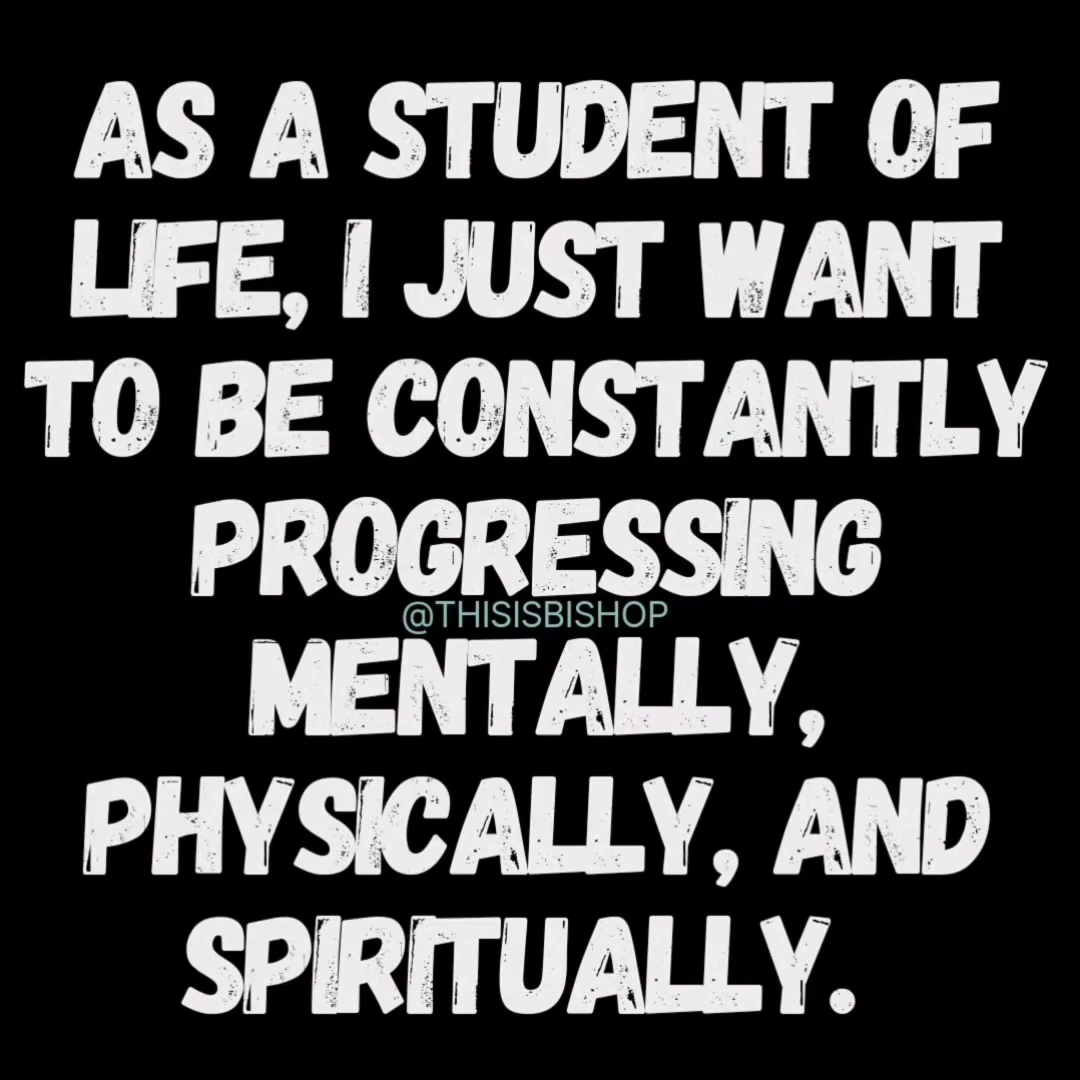 AS A STUDENT OF
LIFE, I JUST WANT
TO BE CONSTANTLY
PROGRESSING
@THISISBISHOP
MENTALLY,
PHYSICALLY, AND
SPIRITUALLY.